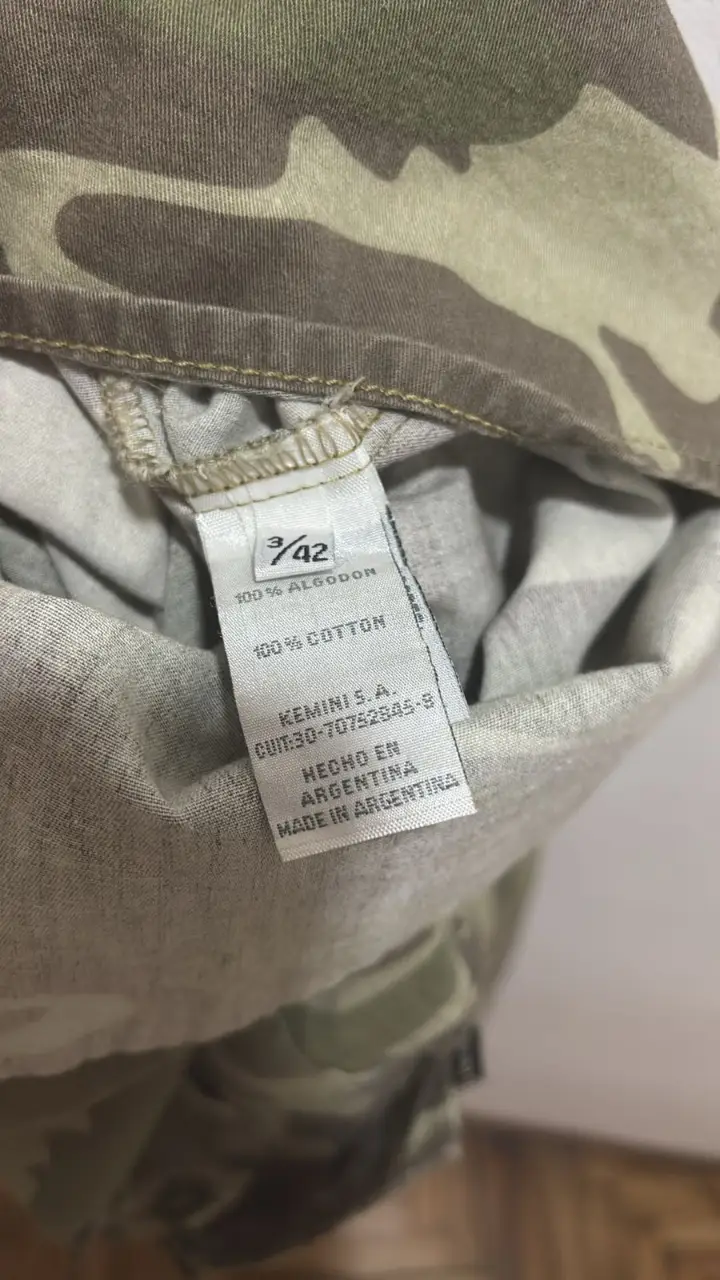 3/42
100% ALGODON
100% COTTON
KEMINI S.A.
CUIT:30-70752845-9
HECHO EN
ARGENTINA
MADE IN ARGENTINA